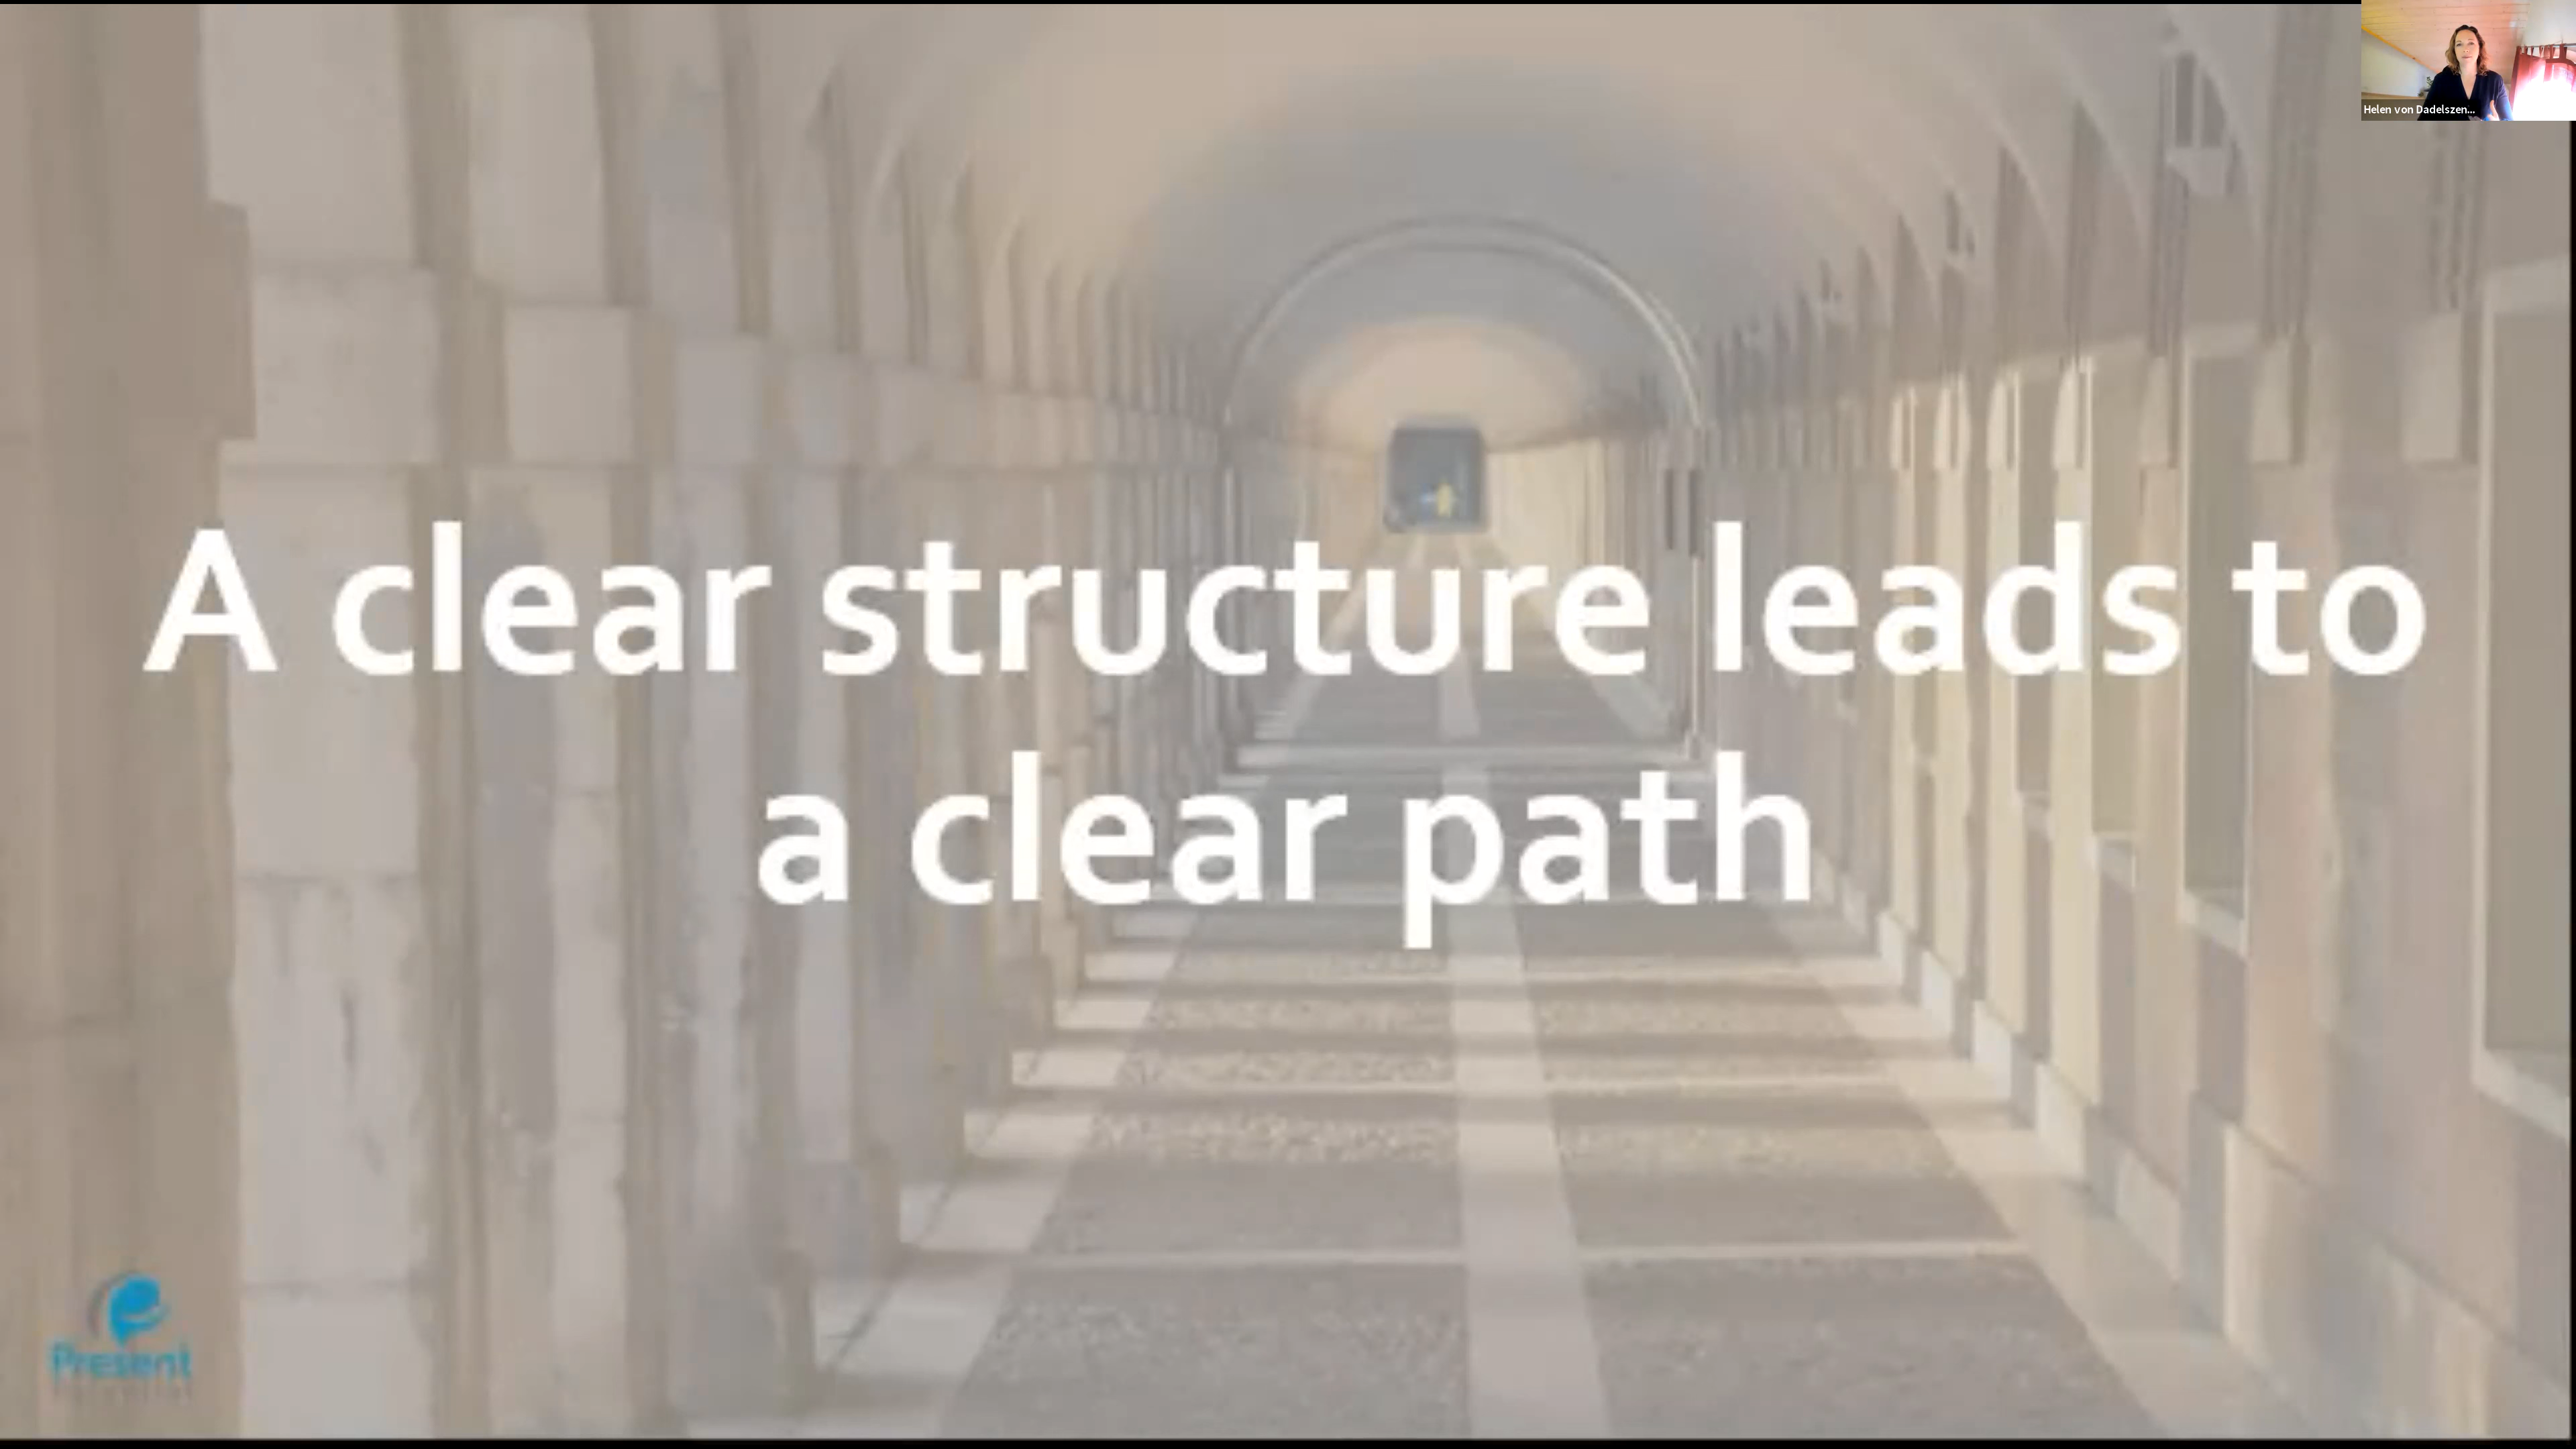 Helen von Dadelszen...
A clear structure leads to
a clear path
Present